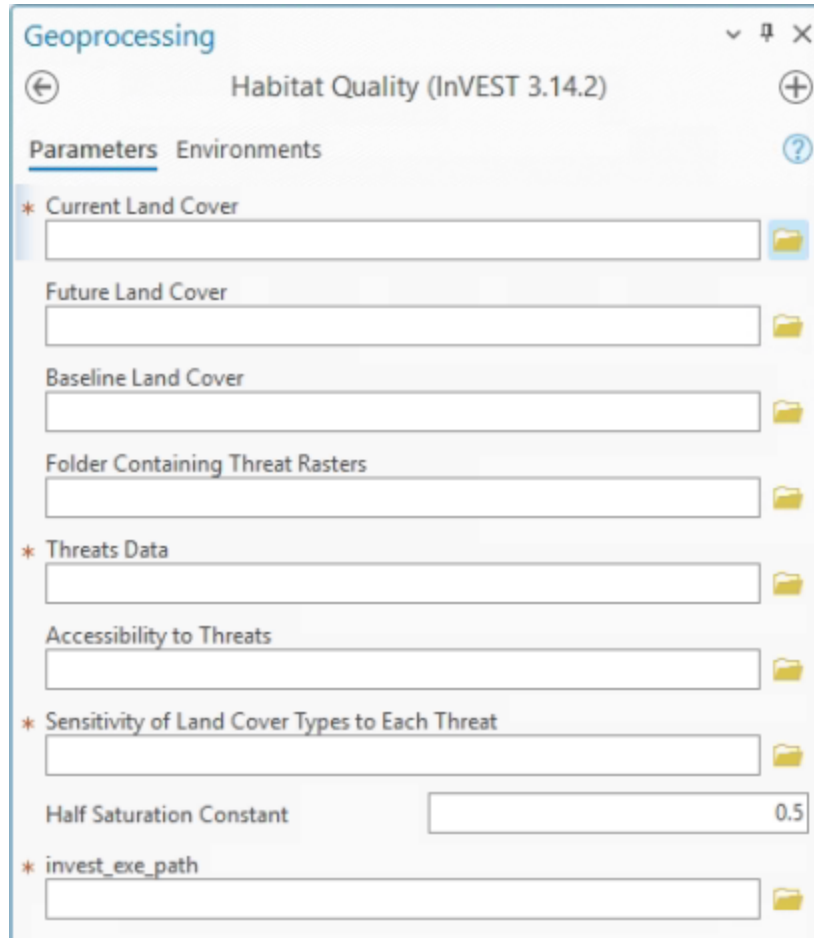 Geoprocessing
Habitat Quality (InVEST 3.14.2)
Parameters Environments
* Current Land Cover
Future Land Cover
Baseline Land Cover
Folder Containing Threat Rasters
* Threats Data
Accessibility to Threats
* Sensitivity of Land Cover Types to Each Threat
Half Saturation Constant 0.5
* invest_exe_path